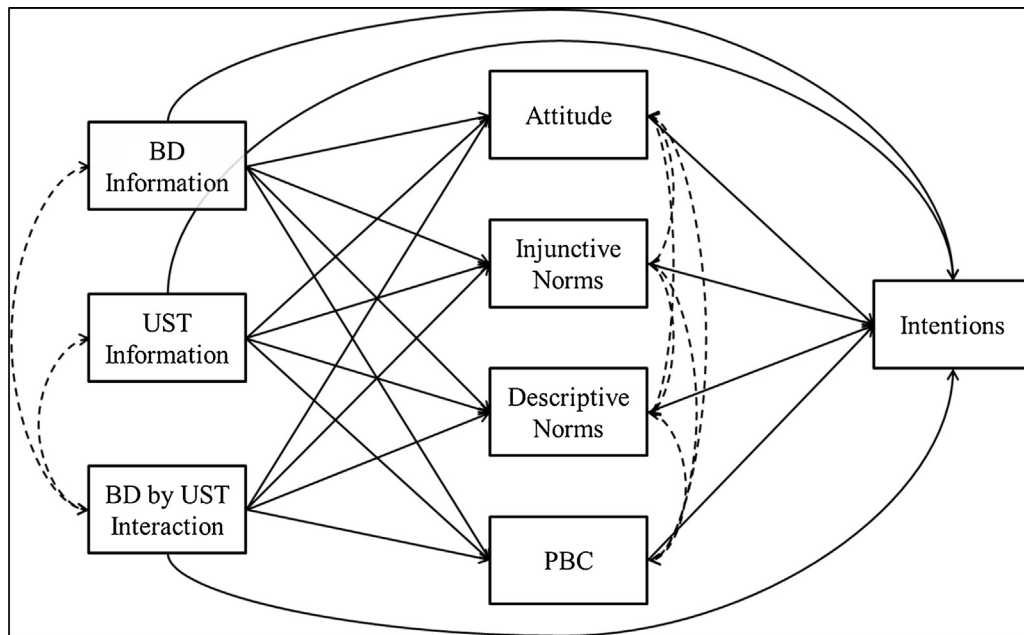 BD
Information
UST
Information
BD by UST
Interaction
Attitude
Injunctive
Norms
Descriptive
Norms
PBC
Intentions